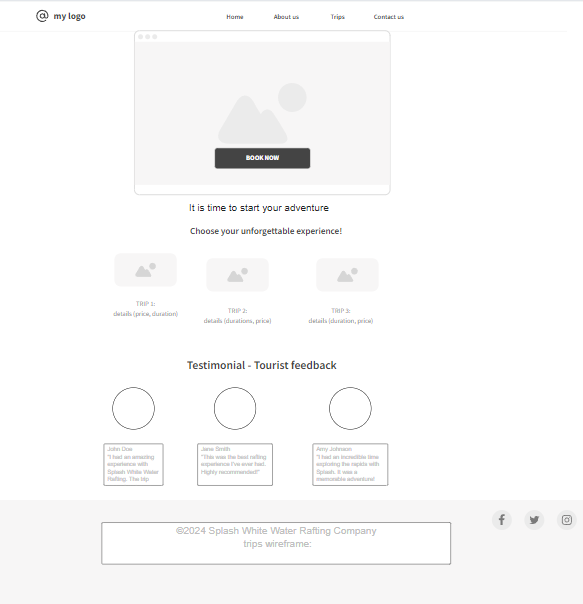 my logo
Home
About us
Trips
Contact us
BOOK NOW
It is time to start your adventure
Choose your unforgettable experience!
TRIP 1:
details (price, duration)
TRIP 2:
details (durations, price)
TRIP 3:
details (duration, price)
Testimonial - Tourist feedback
John Doe
"I had an amazing
experience with
Splash White Water
Rafting. The trip
Jane Smith
"This was the best rafting
experience I've ever had.
Highly recommended!"
Amy Johnson
"I had an incredible time
exploring the rapids with
Splash. It was a
memorable adventure!
©2024 Splash White Water Rafting Company
trips wireframe: